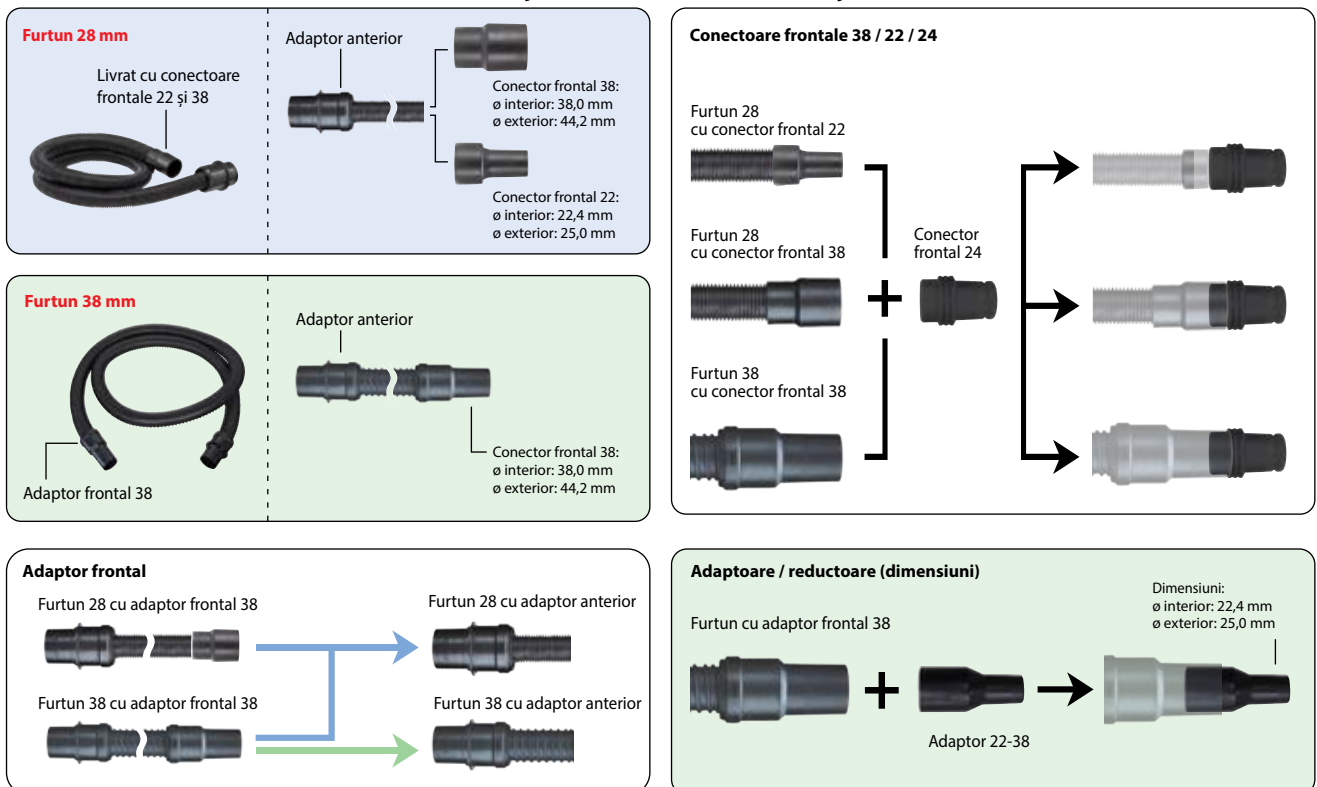 Furtun 28 mm
Livrat cu conectoare
frontale 22 și 38
Adaptor anterior
Conector frontal 38:
ø interior: 38,0 mm
ø exterior: 44,2 mm
Conector frontal 22:
ø interior: 22,4 mm
ø exterior: 25,0 mm
Furtun 38 mm
Adaptor frontal 38
Adaptor anterior
Conector frontal 38:
ø interior: 38,0 mm
ø exterior: 44,2 mm
Adaptor frontal
Furtun 28 cu adaptor frontal 38
Furtun 28 cu adaptor anterior
Furtun 38 cu adaptor frontal 38
Furtun 38 cu adaptor anterior
Conectoare frontale 38 / 22 / 24
Furtun 28
cu conector frontal 22
Furtun 28
cu conector frontal 38
Conector
frontal 24
Furtun 38
cu conector frontal 38
Adaptoare / reductoare (dimensiuni)
Furtun cu adaptor frontal 38
Adaptor 22-38
Dimensiuni:
ø interior: 22,4 mm
ø exterior: 25,0 mm